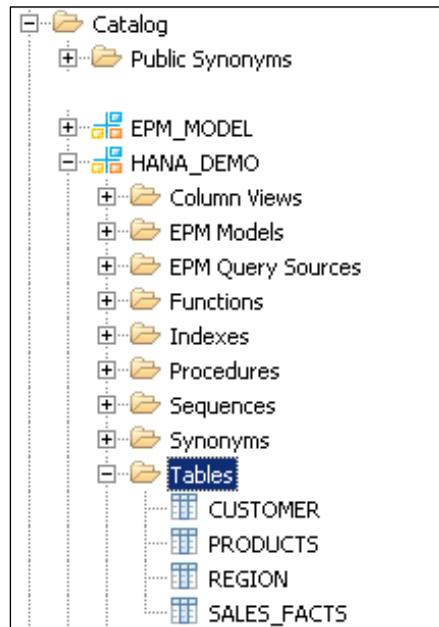 Catalog
Public Synonyms
EPM_MODEL
HANA_DEMO
Column Views
EPM Models
EPM Query Sources
Functions
Indexes
Procedures
Sequences
Synonyms
Tables
CUSTOMER
PRODUCTS
REGION
SALES_FACTS